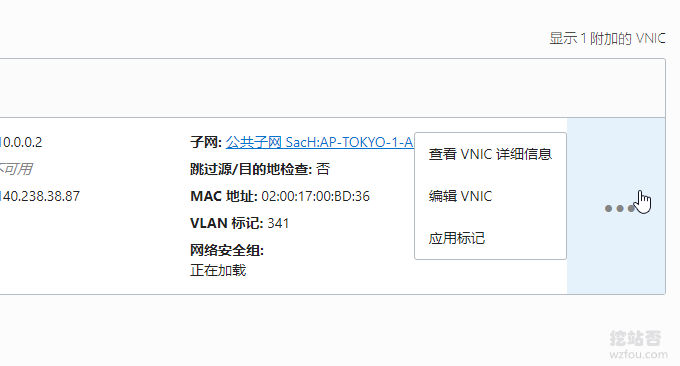 显示 1 附加的 VNIC
10.0.0.2
子网: 公共子网 SacH:AP-TOKYO-1-A
不可用
跳过源/目的地检查: 否
140.238.38.87
MAC 地址: 02:00:17:00:BD:36
VLAN 标记: 341
网络安全组:
正在加载
查看 VNIC 详细信息
编辑 VNIC
应用标记
挖站否
wzfou.com